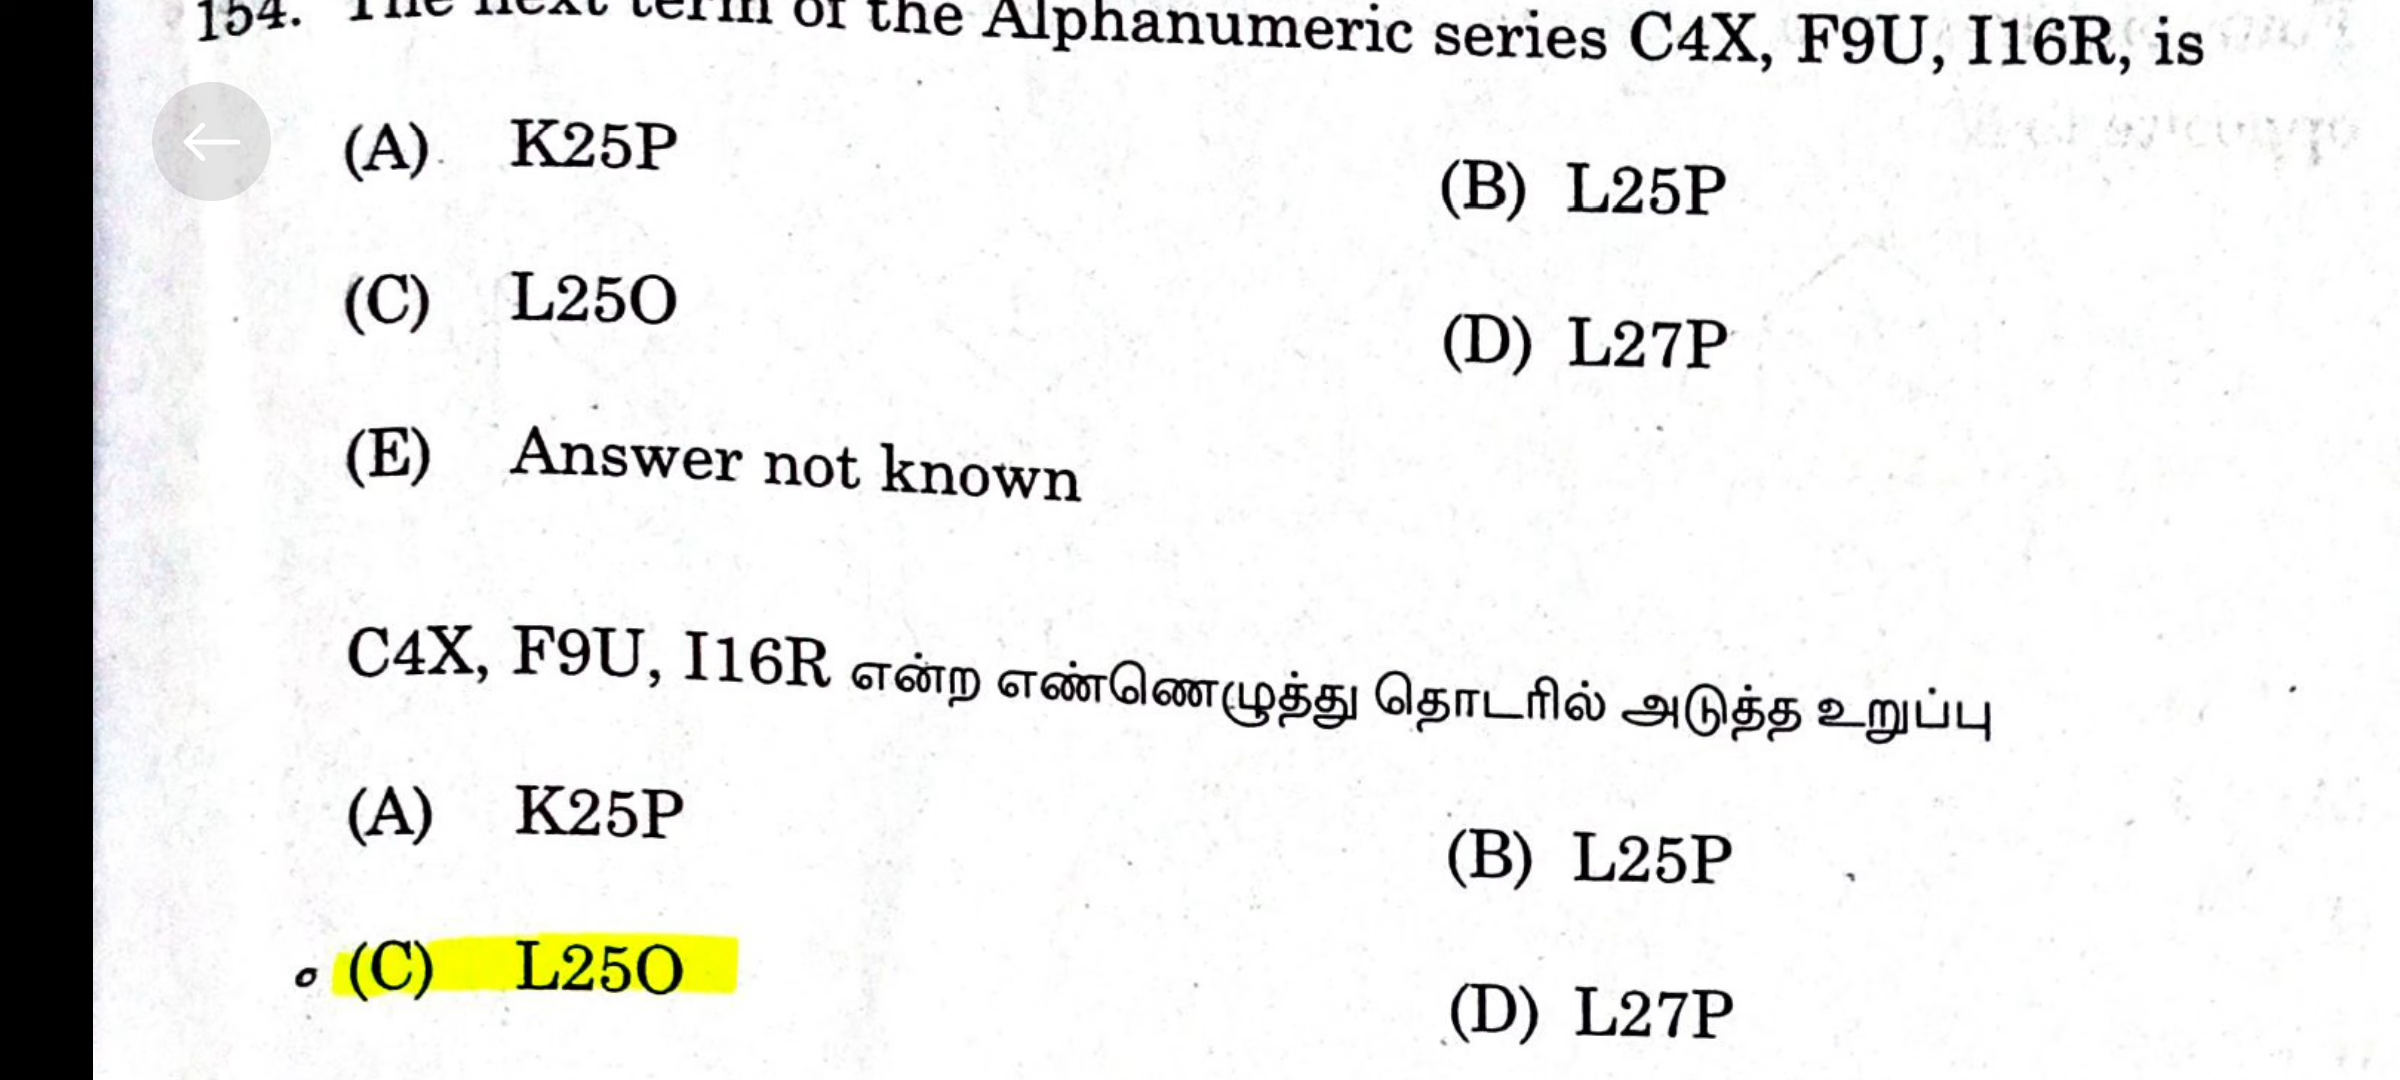 154. The next term of the Alphanumeric series C4X, F9U, I16R, is
(A) K25P
(B) L25P
(C) L25O
(D) L27P
(E) Answer not known
C4X, F9U, I16R என்ற எண்ணெழுத்து தொடரில் அடுத்த உறுப்பு
(A) K25P
(B) L25P
(C) L25O
(D) L27P